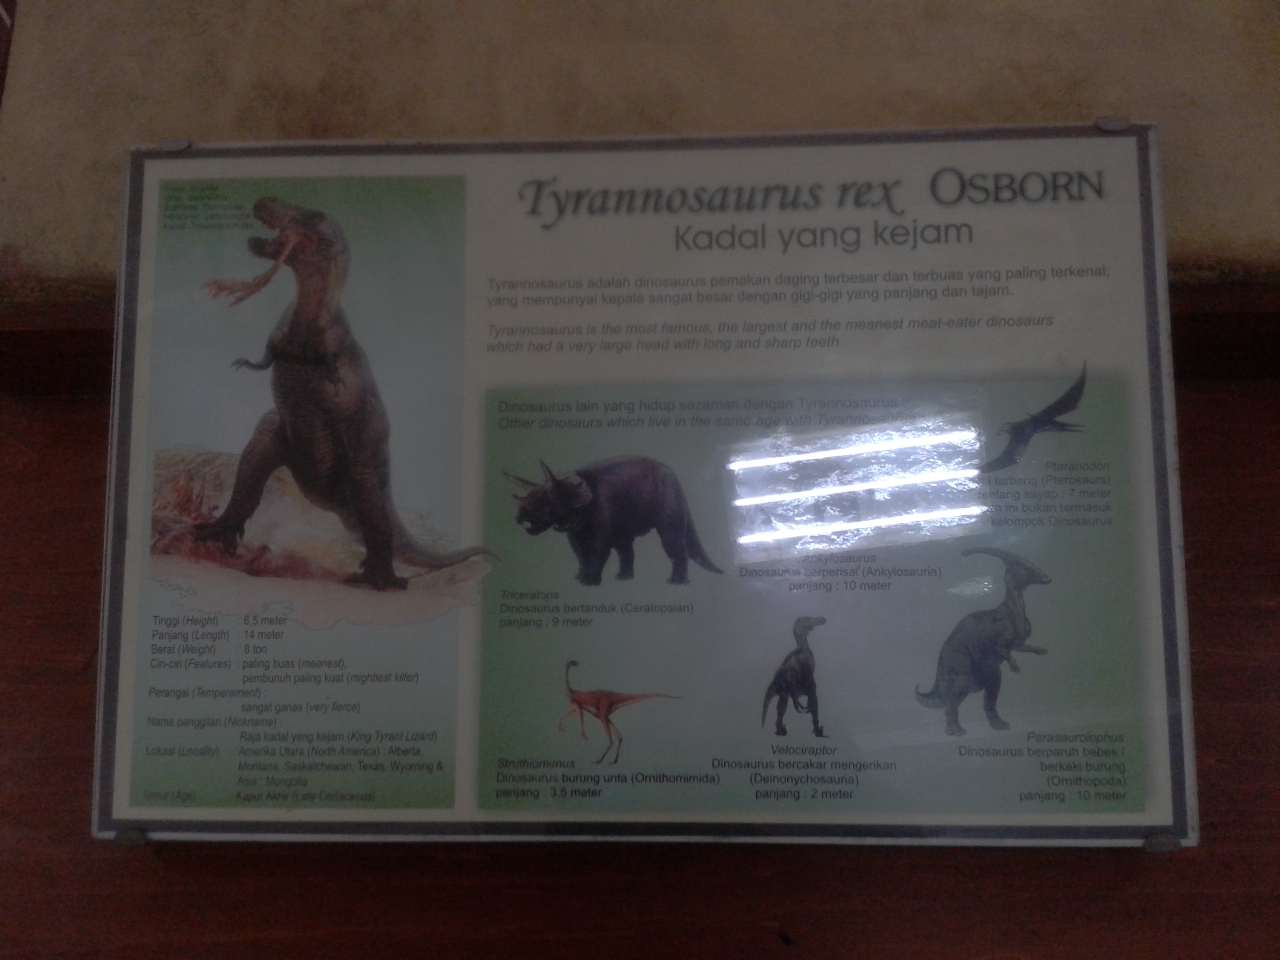 Tyrannosaurus rex OSBORN
Kadal yang kejam
Tyrannosaurus adalah dinosaurus pemakan daging terbesar dan terbuas yang paling terkenal;
yang mempunyai kepala sangat besar dengan gigi-gigi yang panjang dan tajam.
Tyrannosaurus is the most famous, the largest and the meanest meat-eater dinosaurs
which had a very large head with long and sharp teeth
Tinggi (Height) : 6,5 meter
Panjang (Length) : 14 meter
Berat (Weight) : 8 ton
Ciri-ciri (Features) : paling buas (meanest),
pembunuh paling kuat (mightiest killer)
Perangai (Temperament) :
sangat ganas (very fierce)
Nama panggilan (Nickname) :
Raja kadal yang kejam (King Tyrant Lizard)
Lokasi (Locality) : Amerika Utara (North America) : Alberta,
Montana, Saskatchewan, Texas, Wyoming &
Asia : Mongolia
Umur (Age) : Kapur Akhir (Late Cretaceous)
Dinosaurus lain yang hidup sezaman dengan Tyrannosaurus
Other dinosaurs which live in the same age with
Pteranodon
terbang (Pterosaurs)
sayap : 7 meter
ini bukan termasuk
kelompok Dinosaurus
Triceratops
Dinosaurus bertanduk (Ceratopsian)
panjang : 9 meter
Ankylosaurus
Dinosaurus berperisai (Ankylosauria)
panjang : 10 meter
Struthiomimus
Dinosaurus burung unta (Ornithomimida)
panjang : 3.5 meter
Velociraptor
Dinosaurus bercakar mengerikan
(Deinonychosauria)
panjang : 2 meter
Parasaurolophus
Dinosaurus berparuh bebek /
berkaki burung
(Ornithopoda)
panjang : 10 meter